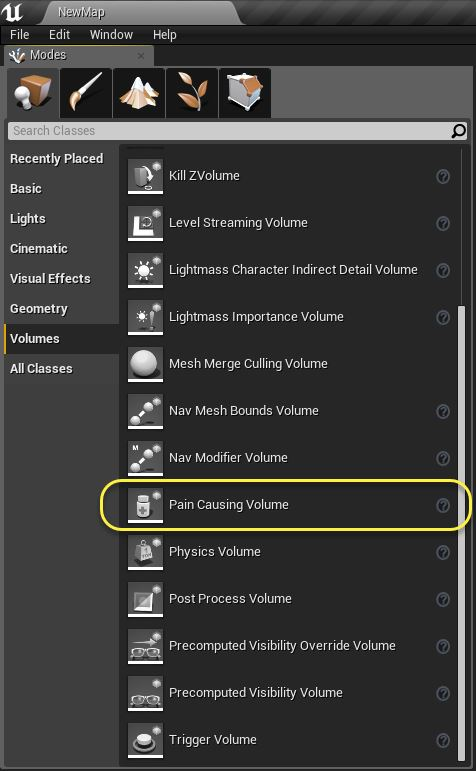 NewMap
File Edit Window Help
Modes
Search Classes
Recently Placed
Basic
Lights
Cinematic
Visual Effects
Geometry
Volumes
All Classes
Kill ZVolume
Level Streaming Volume
Lightmass Character Indirect Detail Volume
Lightmass Importance Volume
Mesh Merge Culling Volume
Nav Mesh Bounds Volume
Nav Modifier Volume
Pain Causing Volume
Physics Volume
Post Process Volume
Precomputed Visibility Override Volume
Precomputed Visibility Volume
Trigger Volume